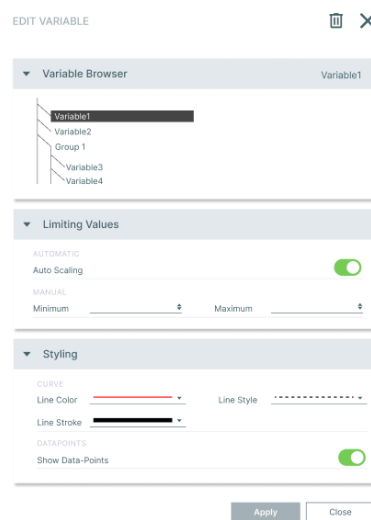 EDIT VARIABLE
Variable Browser Variable1
Variable1
Variable2
Group 1
Variable3
Variable4
Limiting Values
AUTOMATIC
Auto Scaling
MANUAL
Minimum Maximum
Styling
CURVE
Line Color Line Style
Line Stroke
DATAPOINTS
Show Data-Points
Apply Close